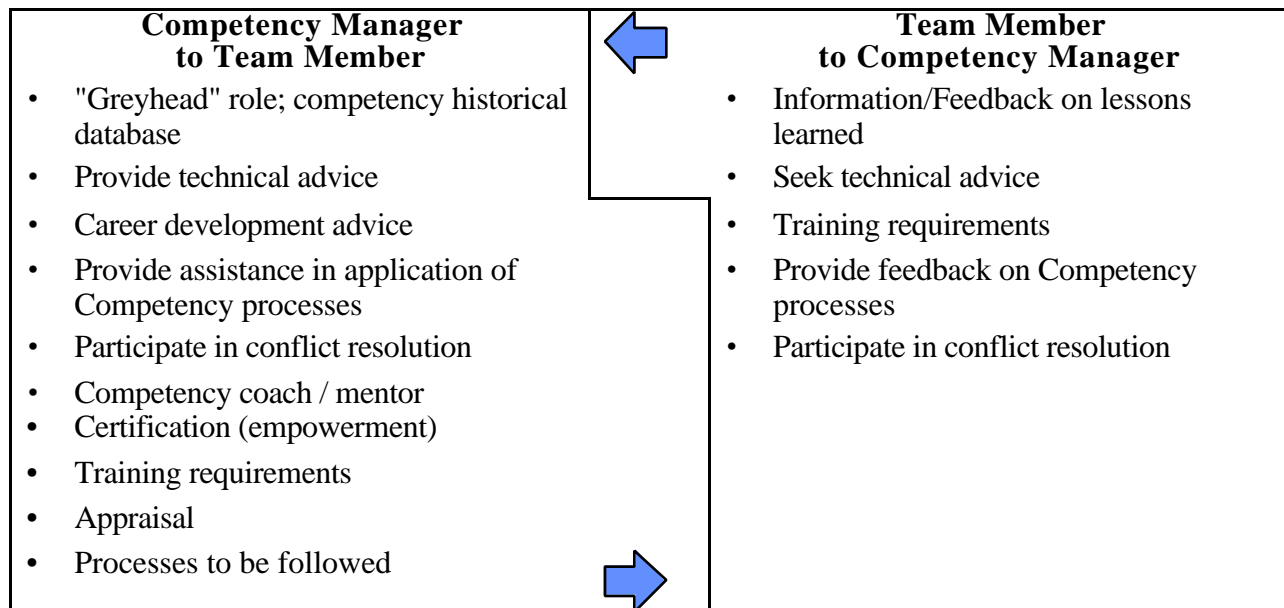 Competency Manager
to Team Member
• "Greyhead" role; competency historical
database
• Provide technical advice
• Career development advice
• Provide assistance in application of
Competency processes
• Participate in conflict resolution
• Competency coach / mentor
• Certification (empowerment)
• Training requirements
• Appraisal
• Processes to be followed
Team Member
to Competency Manager
• Information/Feedback on lessons
learned
• Seek technical advice
• Training requirements
• Provide feedback on Competency
processes
• Participate in conflict resolution